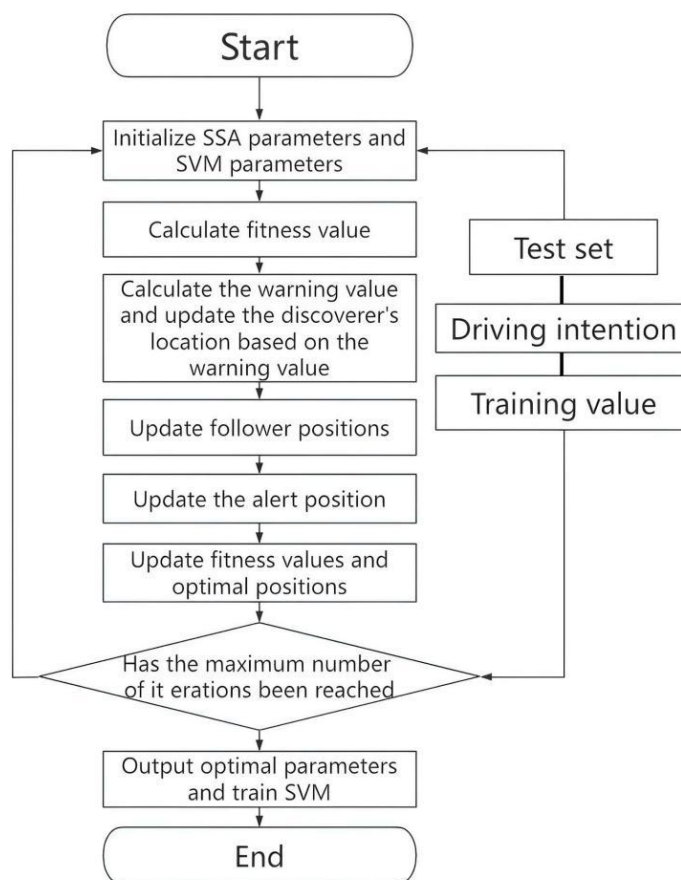 Start
Initialize SSA parameters and
SVM parameters
Calculate fitness value
Calculate the warning value
and update the discoverer's
location based on the
warning value
Update follower positions
Update the alert position
Update fitness values and
optimal positions
Has the maximum number
of it erations been reached
Output optimal parameters
and train SVM
End
Test set
Driving intention
Training value